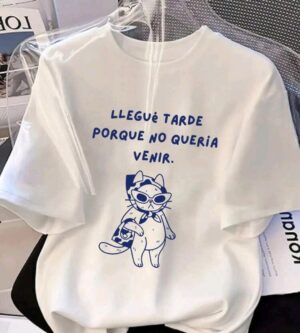 LLEGUé TARDE
PORQUE NO QUERíA
VENIR.